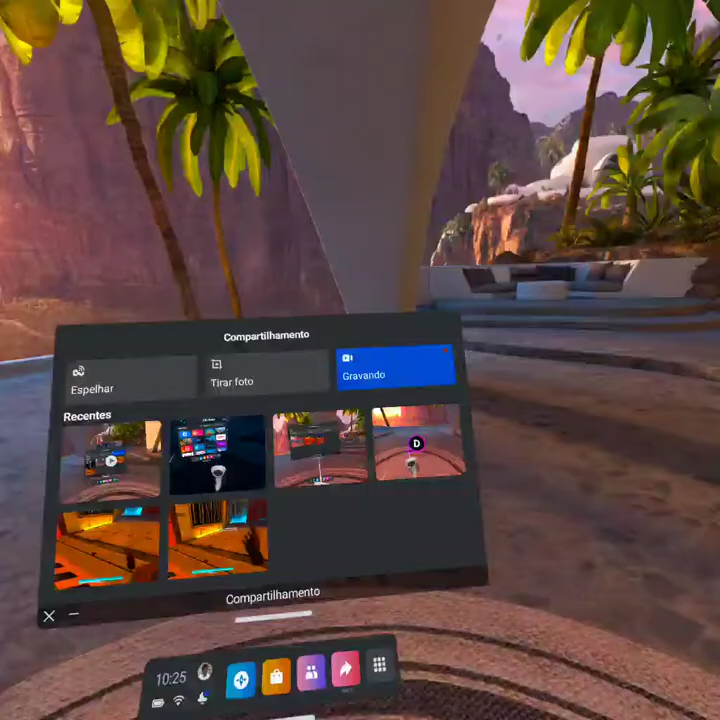 Compartilhamento
Espelhar
Tirar foto
Gravando
Recentes
D
Compartilhamento
10:25